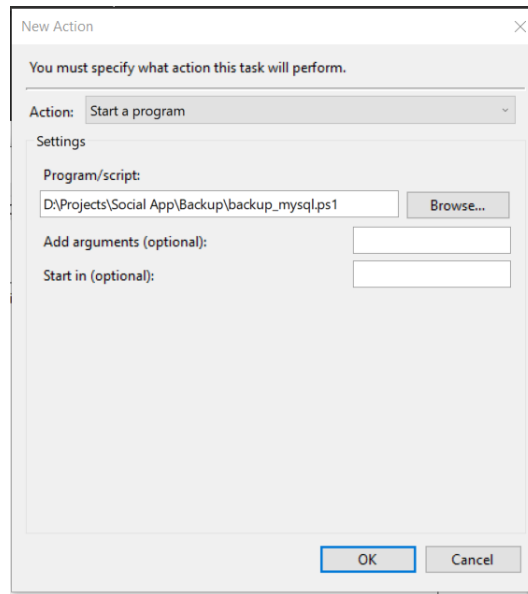 New Action
You must specify what action this task will perform.
Action: Start a program
Settings
Program/script:
D:\Projects\Social App\Backup\backup_mysql.ps1 Browse...
Add arguments (optional):
Start in (optional):
OK Cancel